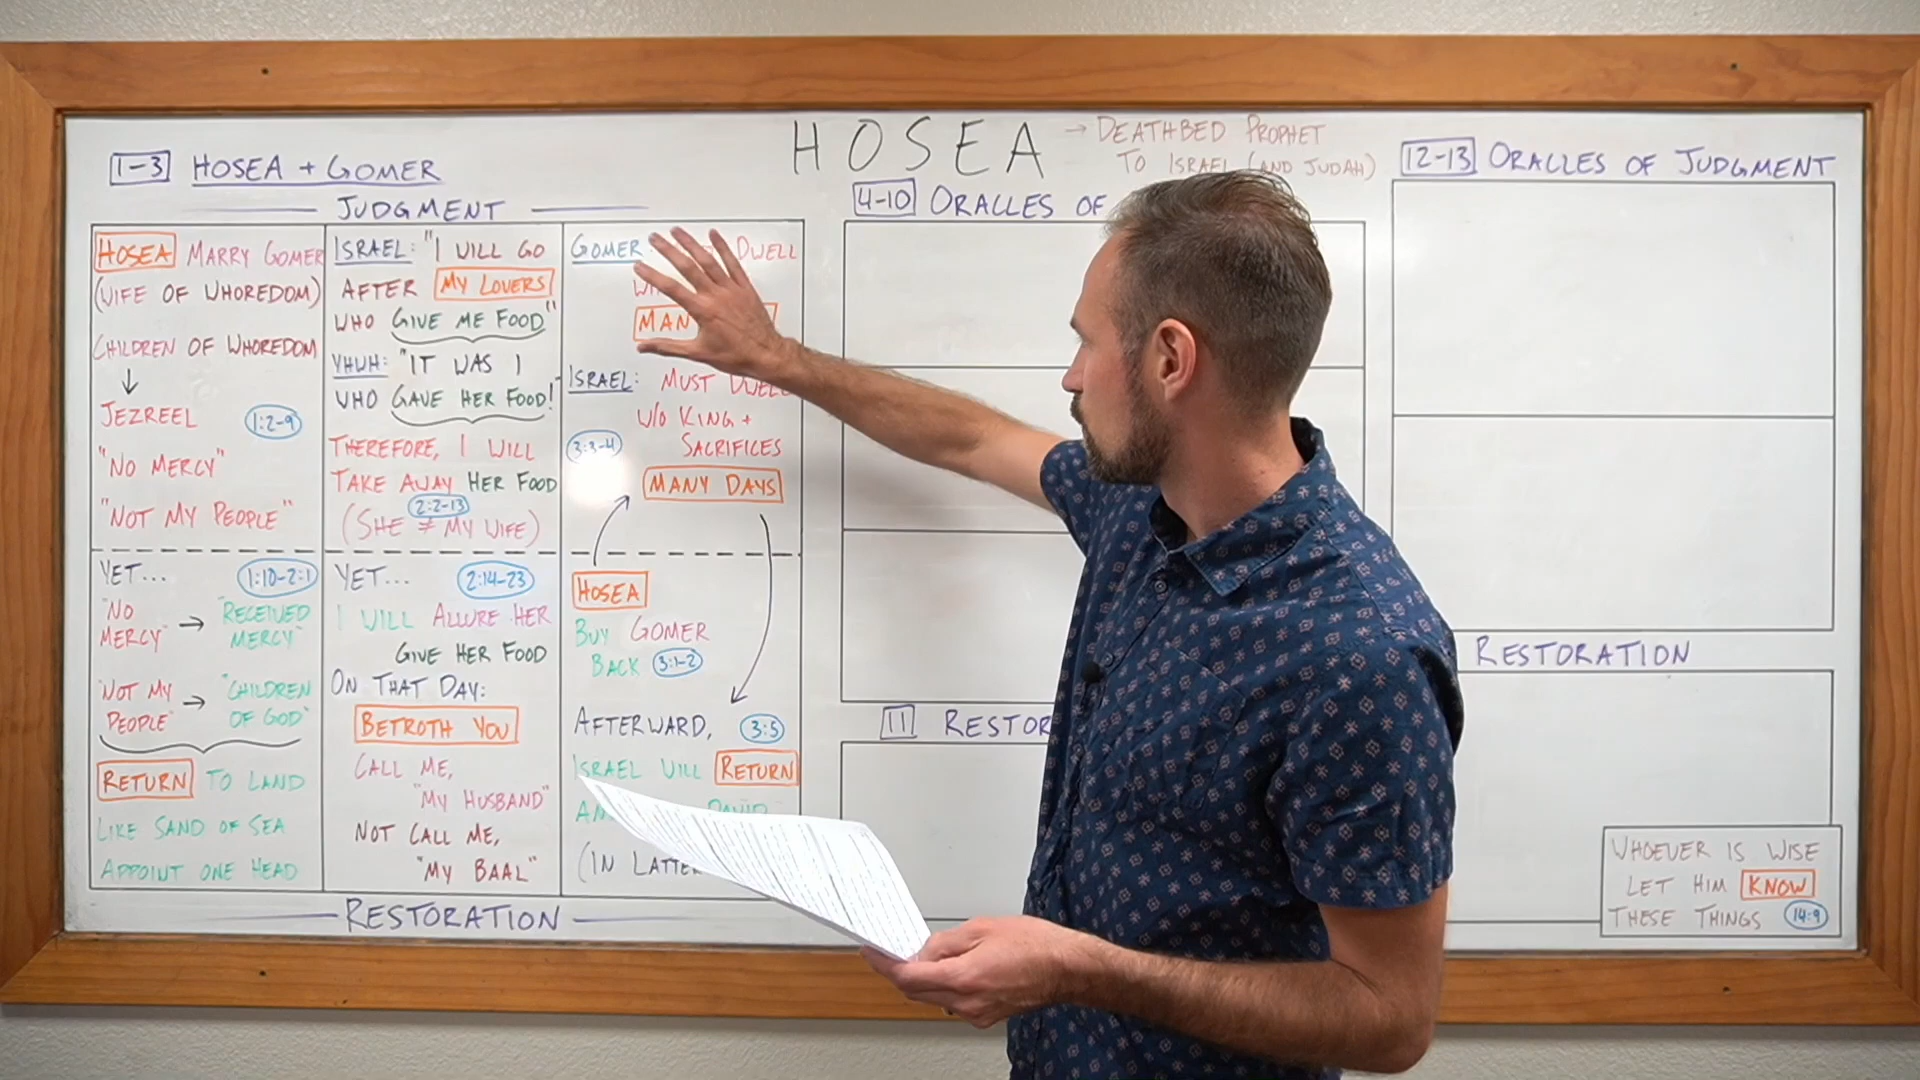 HOSEA → DEATHBED PROPHET
TO ISRAEL (AND JUDAH)
1-3 HOSEA + GOMER
JUDGMENT
HOSEA MARRY GOMER
(WIFE OF WHOREDOM)
CHILDREN OF WHOREDOM
↓
JEZREEL 1:2-9
"NO MERCY"
"NOT MY PEOPLE"
YET... 1:10-2:1
"NO MERCY" → "RECEIVED MERCY"
"NOT MY PEOPLE" → "CHILDREN OF GOD"
RETURN TO LAND
LIKE SAND OF SEA
APPOINT ONE HEAD
ISRAEL: "I WILL GO
AFTER MY LOVERS
WHO GIVE ME FOOD"
YHWH: "IT WAS I
WHO GAVE HER FOOD!"
THEREFORE, I WILL
TAKE AWAY HER FOOD
2:2-13
(SHE ≠ MY WIFE)
YET... 2:14-23
I WILL ALLURE HER
GIVE HER FOOD
ON THAT DAY:
BETROTH YOU
CALL ME,
"MY HUSBAND"
NOT CALL ME,
"MY BAAL"
GOMER DWELL
ISRAEL: MUST DWELL
W/O KING +
3:3-4 SACRIFICES
MANY DAYS
HOSEA
BUY GOMER
BACK 3:1-2
AFTERWARD, 3:5
ISRAEL WILL RETURN
DAVID
(IN
RESTORATION
4-10 ORACLES OF
11
12-13 ORACLES OF JUDGMENT
RESTORATION
WHOEVER IS WISE
LET HIM KNOW
THESE THINGS 14:9